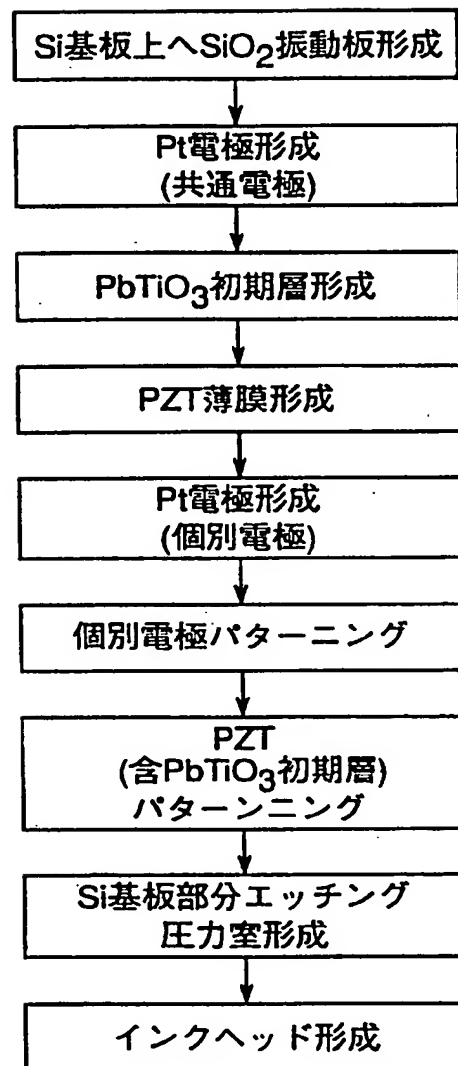 Si基板上へSiO2振動板形成
Pt電極形成
(共通電極)
PbTiO3初期層形成
PZT薄膜形成
Pt電極形成
(個別電極)
個別電極パターニング
PZT
(含PbTiO3初期層)
パターンニング
Si基板部分エッチング
圧力室形成
インクヘッド形成